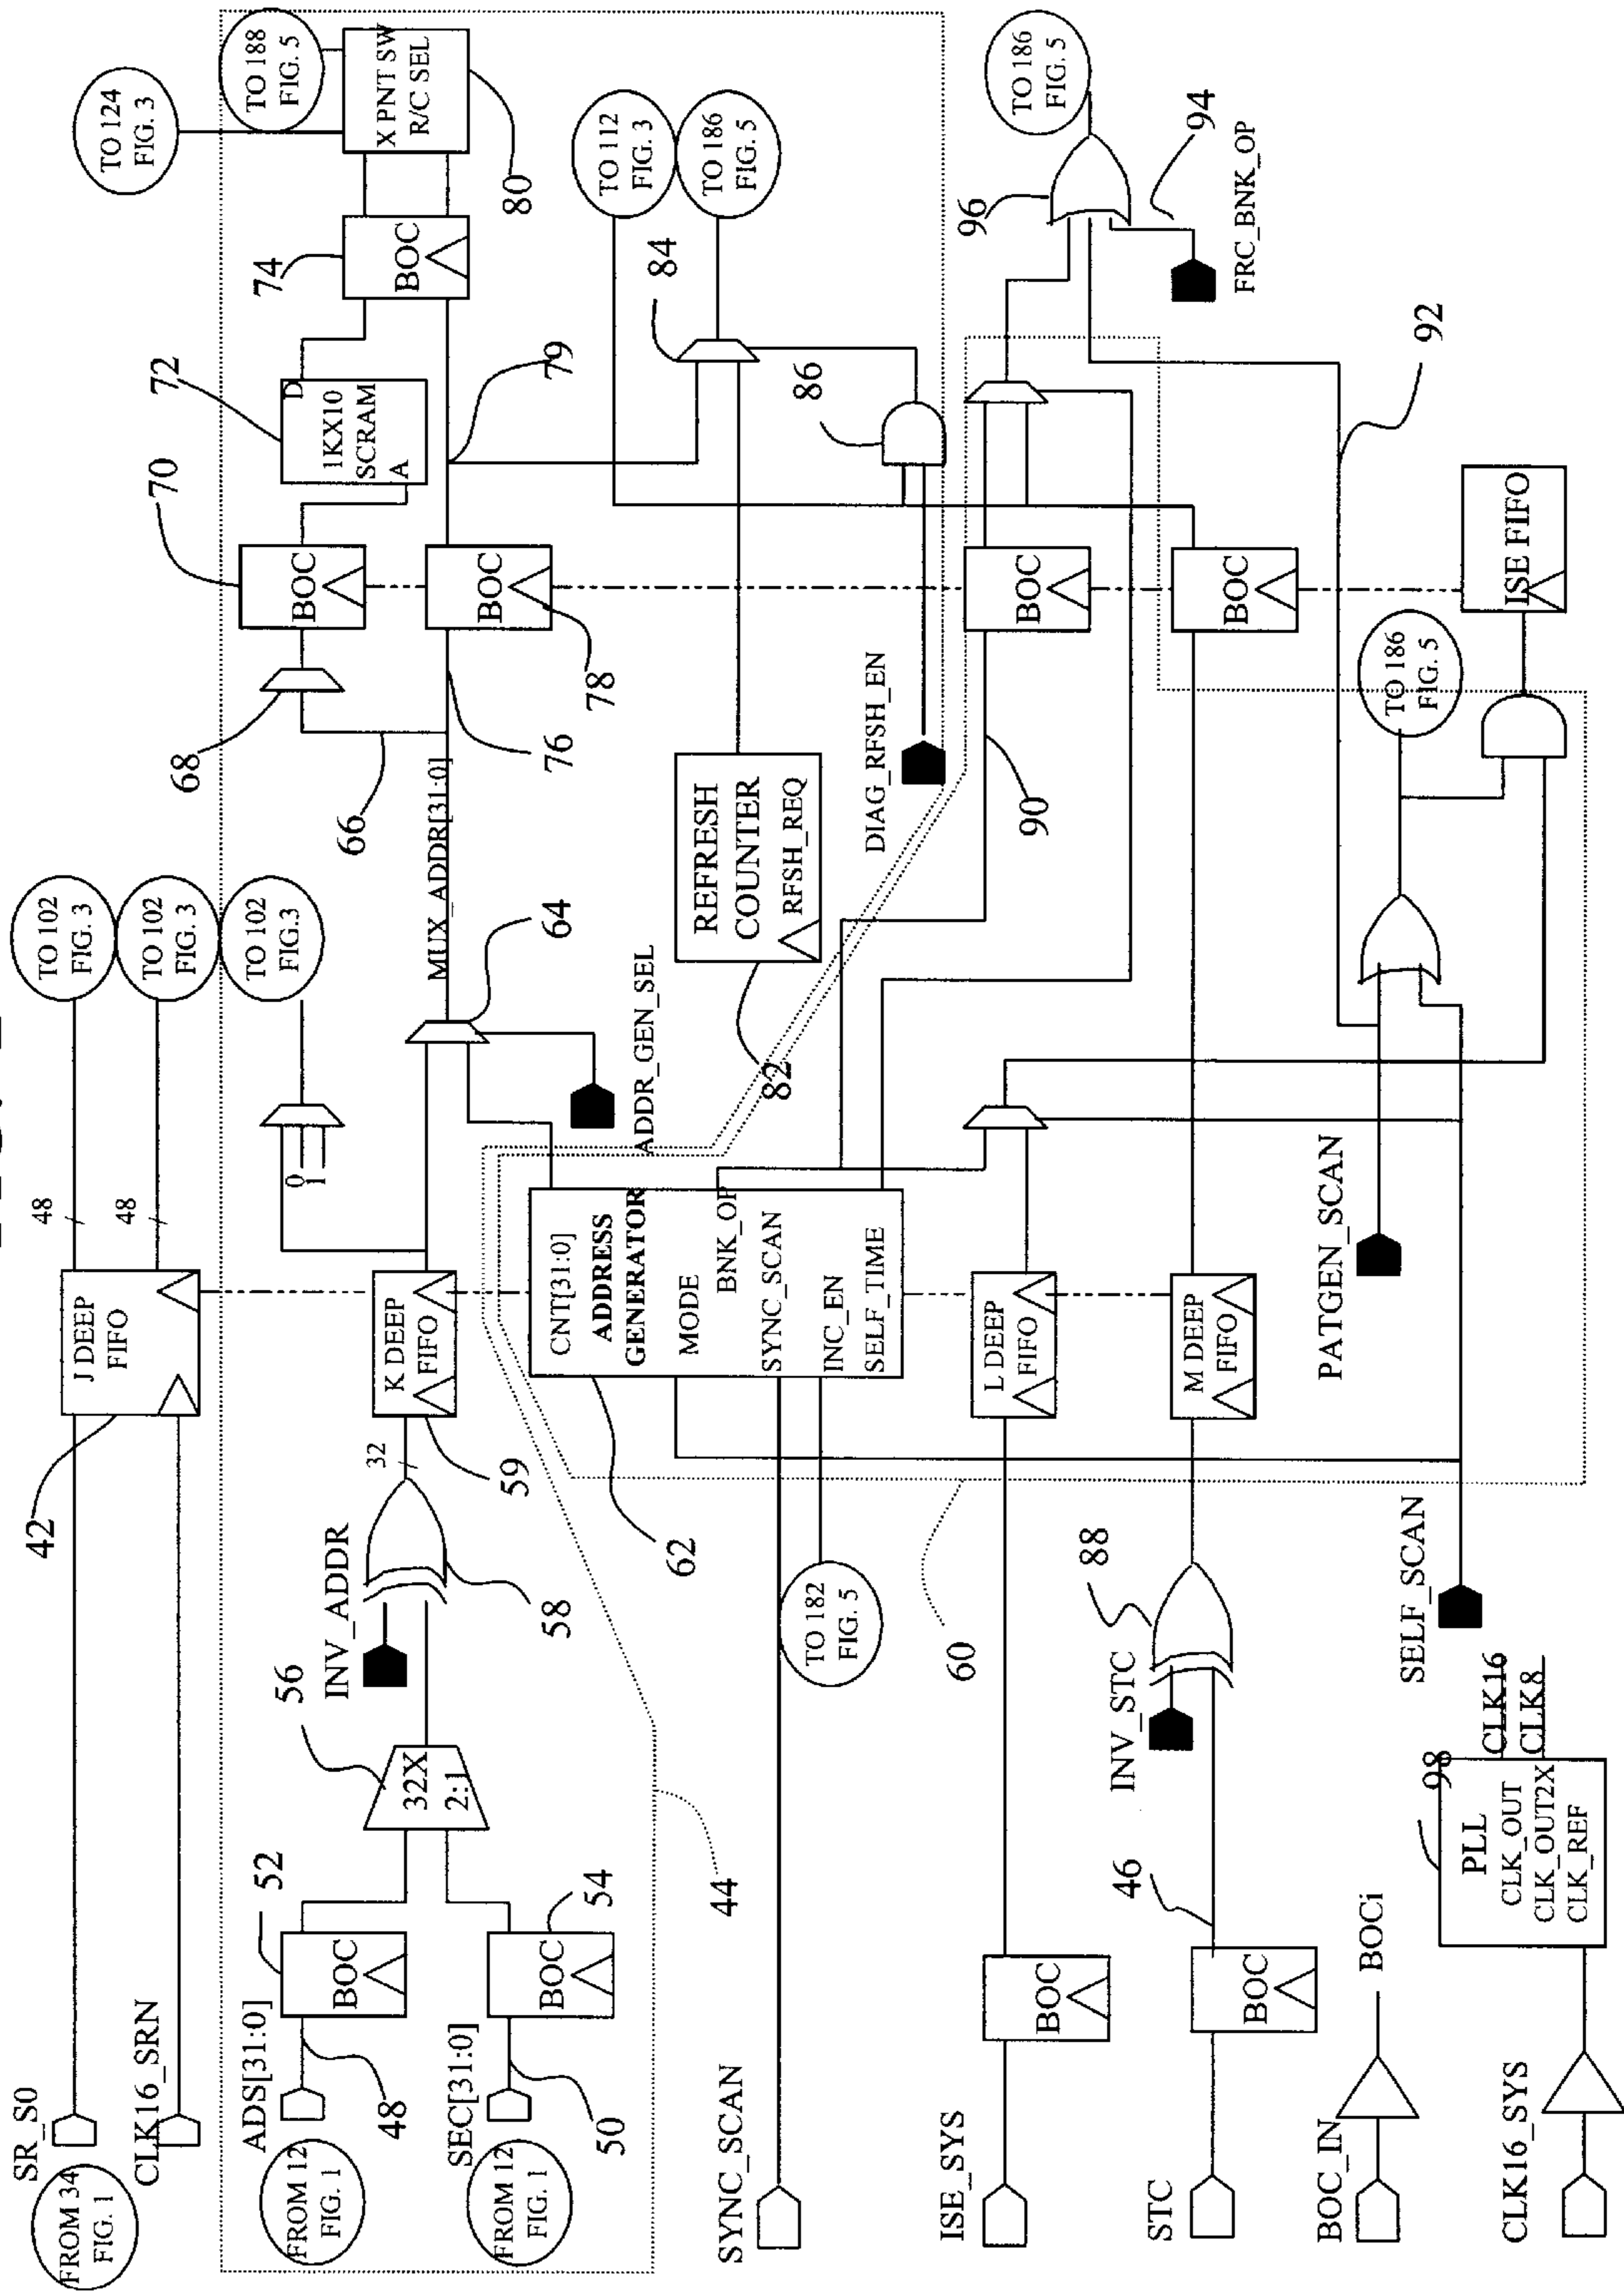 SR_S0
FROM 34
FIG. 1
CLK16_SRN
42
J DEEP
FIFO
48
48
TO 102
FIG. 3
TO 102
FIG. 3
TO 102
FIG.3
TO 124
FIG. 3
TO 188
FIG. 5
ADS[31:0]
FROM 12
FIG. 1
48
52
BOC
SEC[31:0]
FROM 12
FIG. 1
50
54
BOC
56
32X
2:1
INV_ADDR
58
32
59
K DEEP
FIFO
0
1
44
64
MUX_ADDR[31:0]
ADDR_GEN_SEL
66
68
70
BOC
72
1KX10
SCRAM
D
A
74
BOC
X PNT SW
R/C SEL
80
76
78
BOC
79
TO 112
FIG. 3
TO 186
FIG. 5
84
86
REFRESH
COUNTER
RFSH_REQ
82
DIAG_RFSH_EN
62
CNT[31:0]
ADDRESS
GENERATOR
MODE
BNK_OP
SYNC_SCAN
INC_EN
SELF_TIME
SYNC_SCAN
TO 182
FIG. 5
60
90
BOC
96
TO 186
FIG. 5
94
FRC_BNK_OP
ISE_SYS
BOC
L DEEP
FIFO
STC
BOC
46
INV_STC
88
M DEEP
FIFO
BOC
92
PATGEN_SCAN
TO 186
FIG. 5
ISE FIFO
SELF_SCAN
BOC_IN
BOCi
CLK16_SYS
98
PLL
CLK_OUT
CLK_OUT2X
CLK_REF
CLK16
CLK8